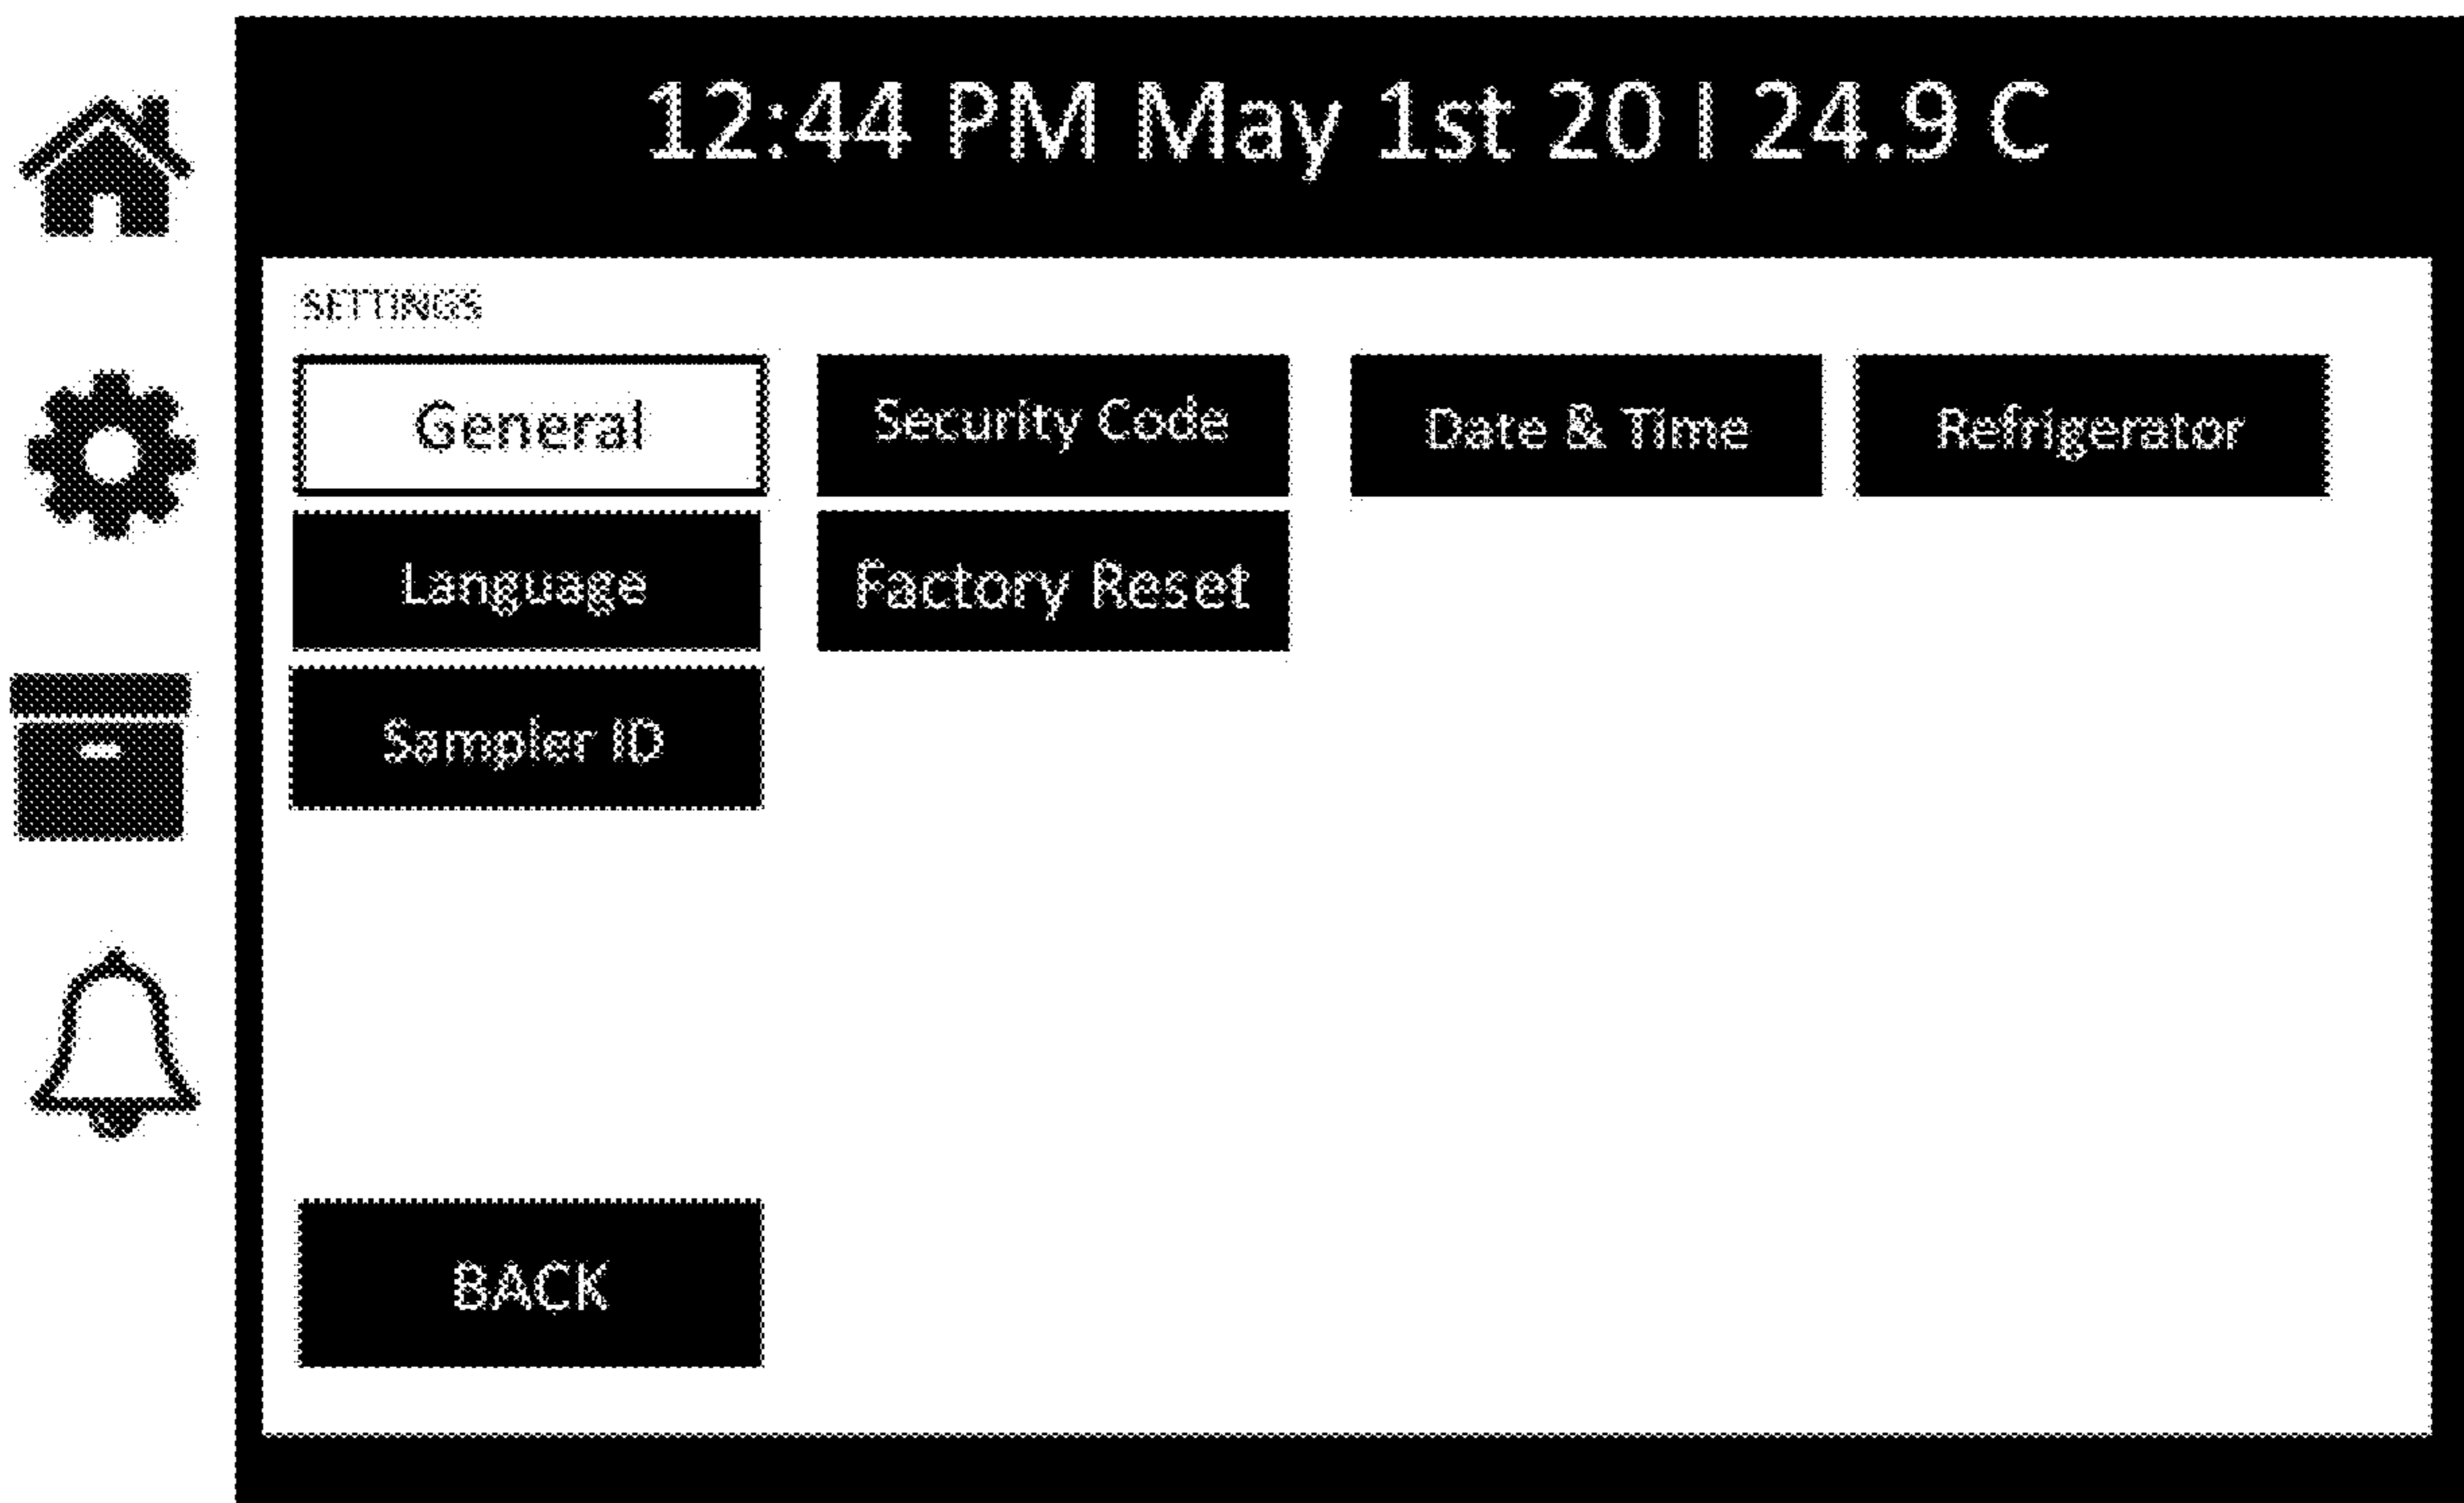 12:44 PM May 1st 20 I 24.9 C
SETTINGS
General Security Code Date & Time Refrigerator
Language Factory Reset
Sampler ID
BACK